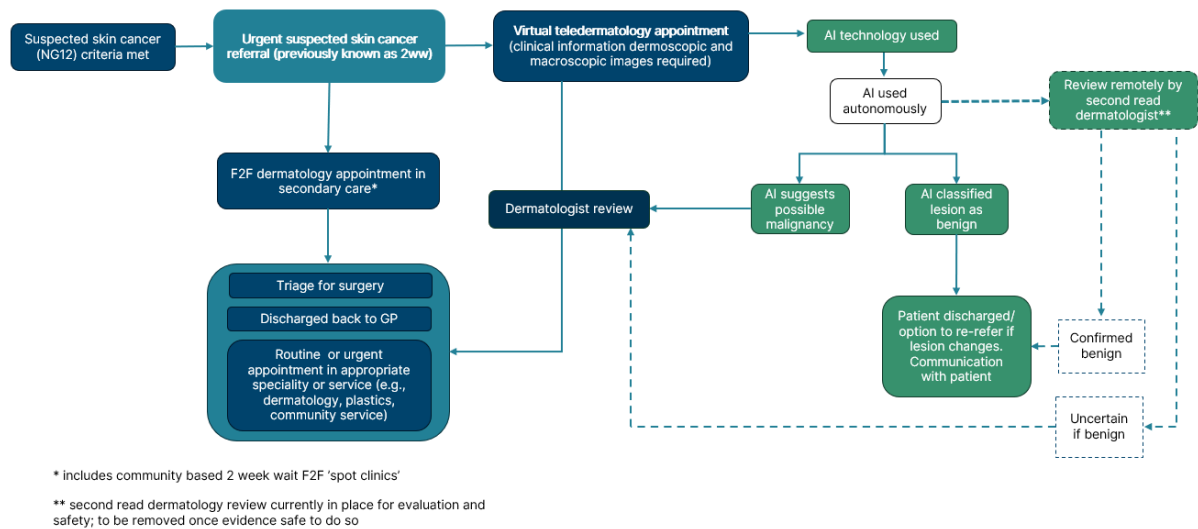 Suspected skin cancer
(NG12) criteria met
Urgent suspected skin cancer
referral (previously known as 2ww)
Virtual teledermatology appointment
(clinical information dermoscopic and
macroscopic images required)
AI technology used
AI used
autonomously
Review remotely by
second read
dermatologist**
F2F dermatology appointment in
secondary care*
Dermatologist review
AI suggests
possible
malignancy
AI classified
lesion as
benign
Triage for surgery
Discharged back to GP
Routine or urgent
appointment in appropriate
speciality or service (e.g.,
dermatology, plastics,
community service)
Patient discharged/
option to re-refer if
lesion changes.
Communication
with patient
Confirmed
benign
Uncertain
if benign
* includes community based 2 week wait F2F ‘spot clinics’
** second read dermatology review currently in place for evaluation and
safety; to be removed once evidence safe to do so